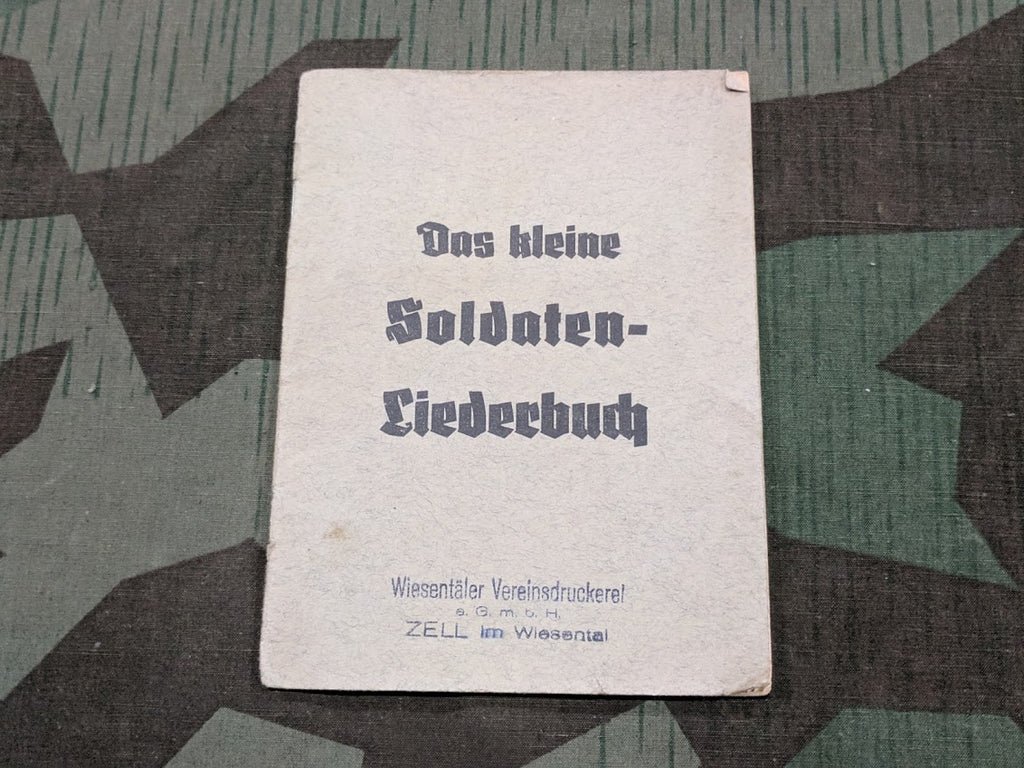 Das kleine
Soldaten-
Liederbuch
Wiesentäler Vereinsdruckerei
e. G. m. b. H.
ZELL im Wiesental